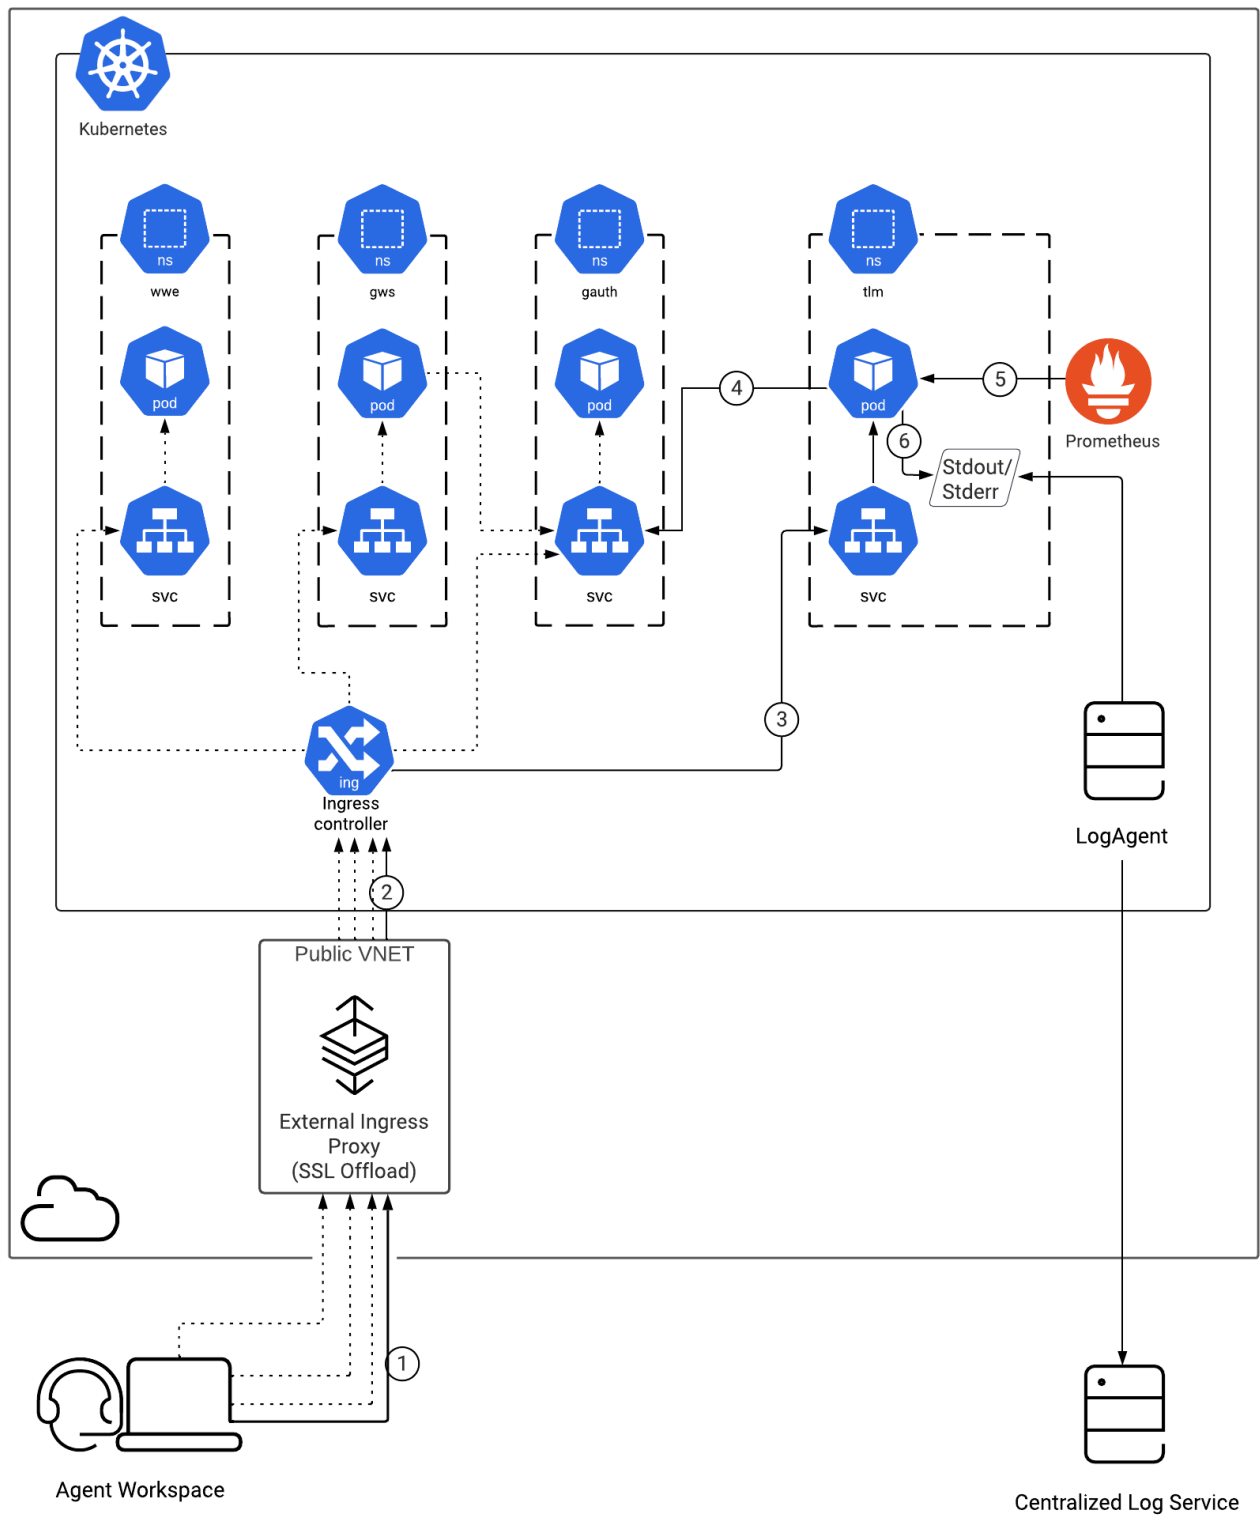 Kubernetes
ns
ns
ns
ns
wwe
gws
gauth
tlm
pod
pod
pod
pod
4
5
Prometheus
6
Stdout/
Stderr
svc
svc
svc
svc
3
ing
Ingress
controller
LogAgent
2
Public VNET
External Ingress
Proxy
(SSL Offload)
1
Agent Workspace
Centralized Log Service